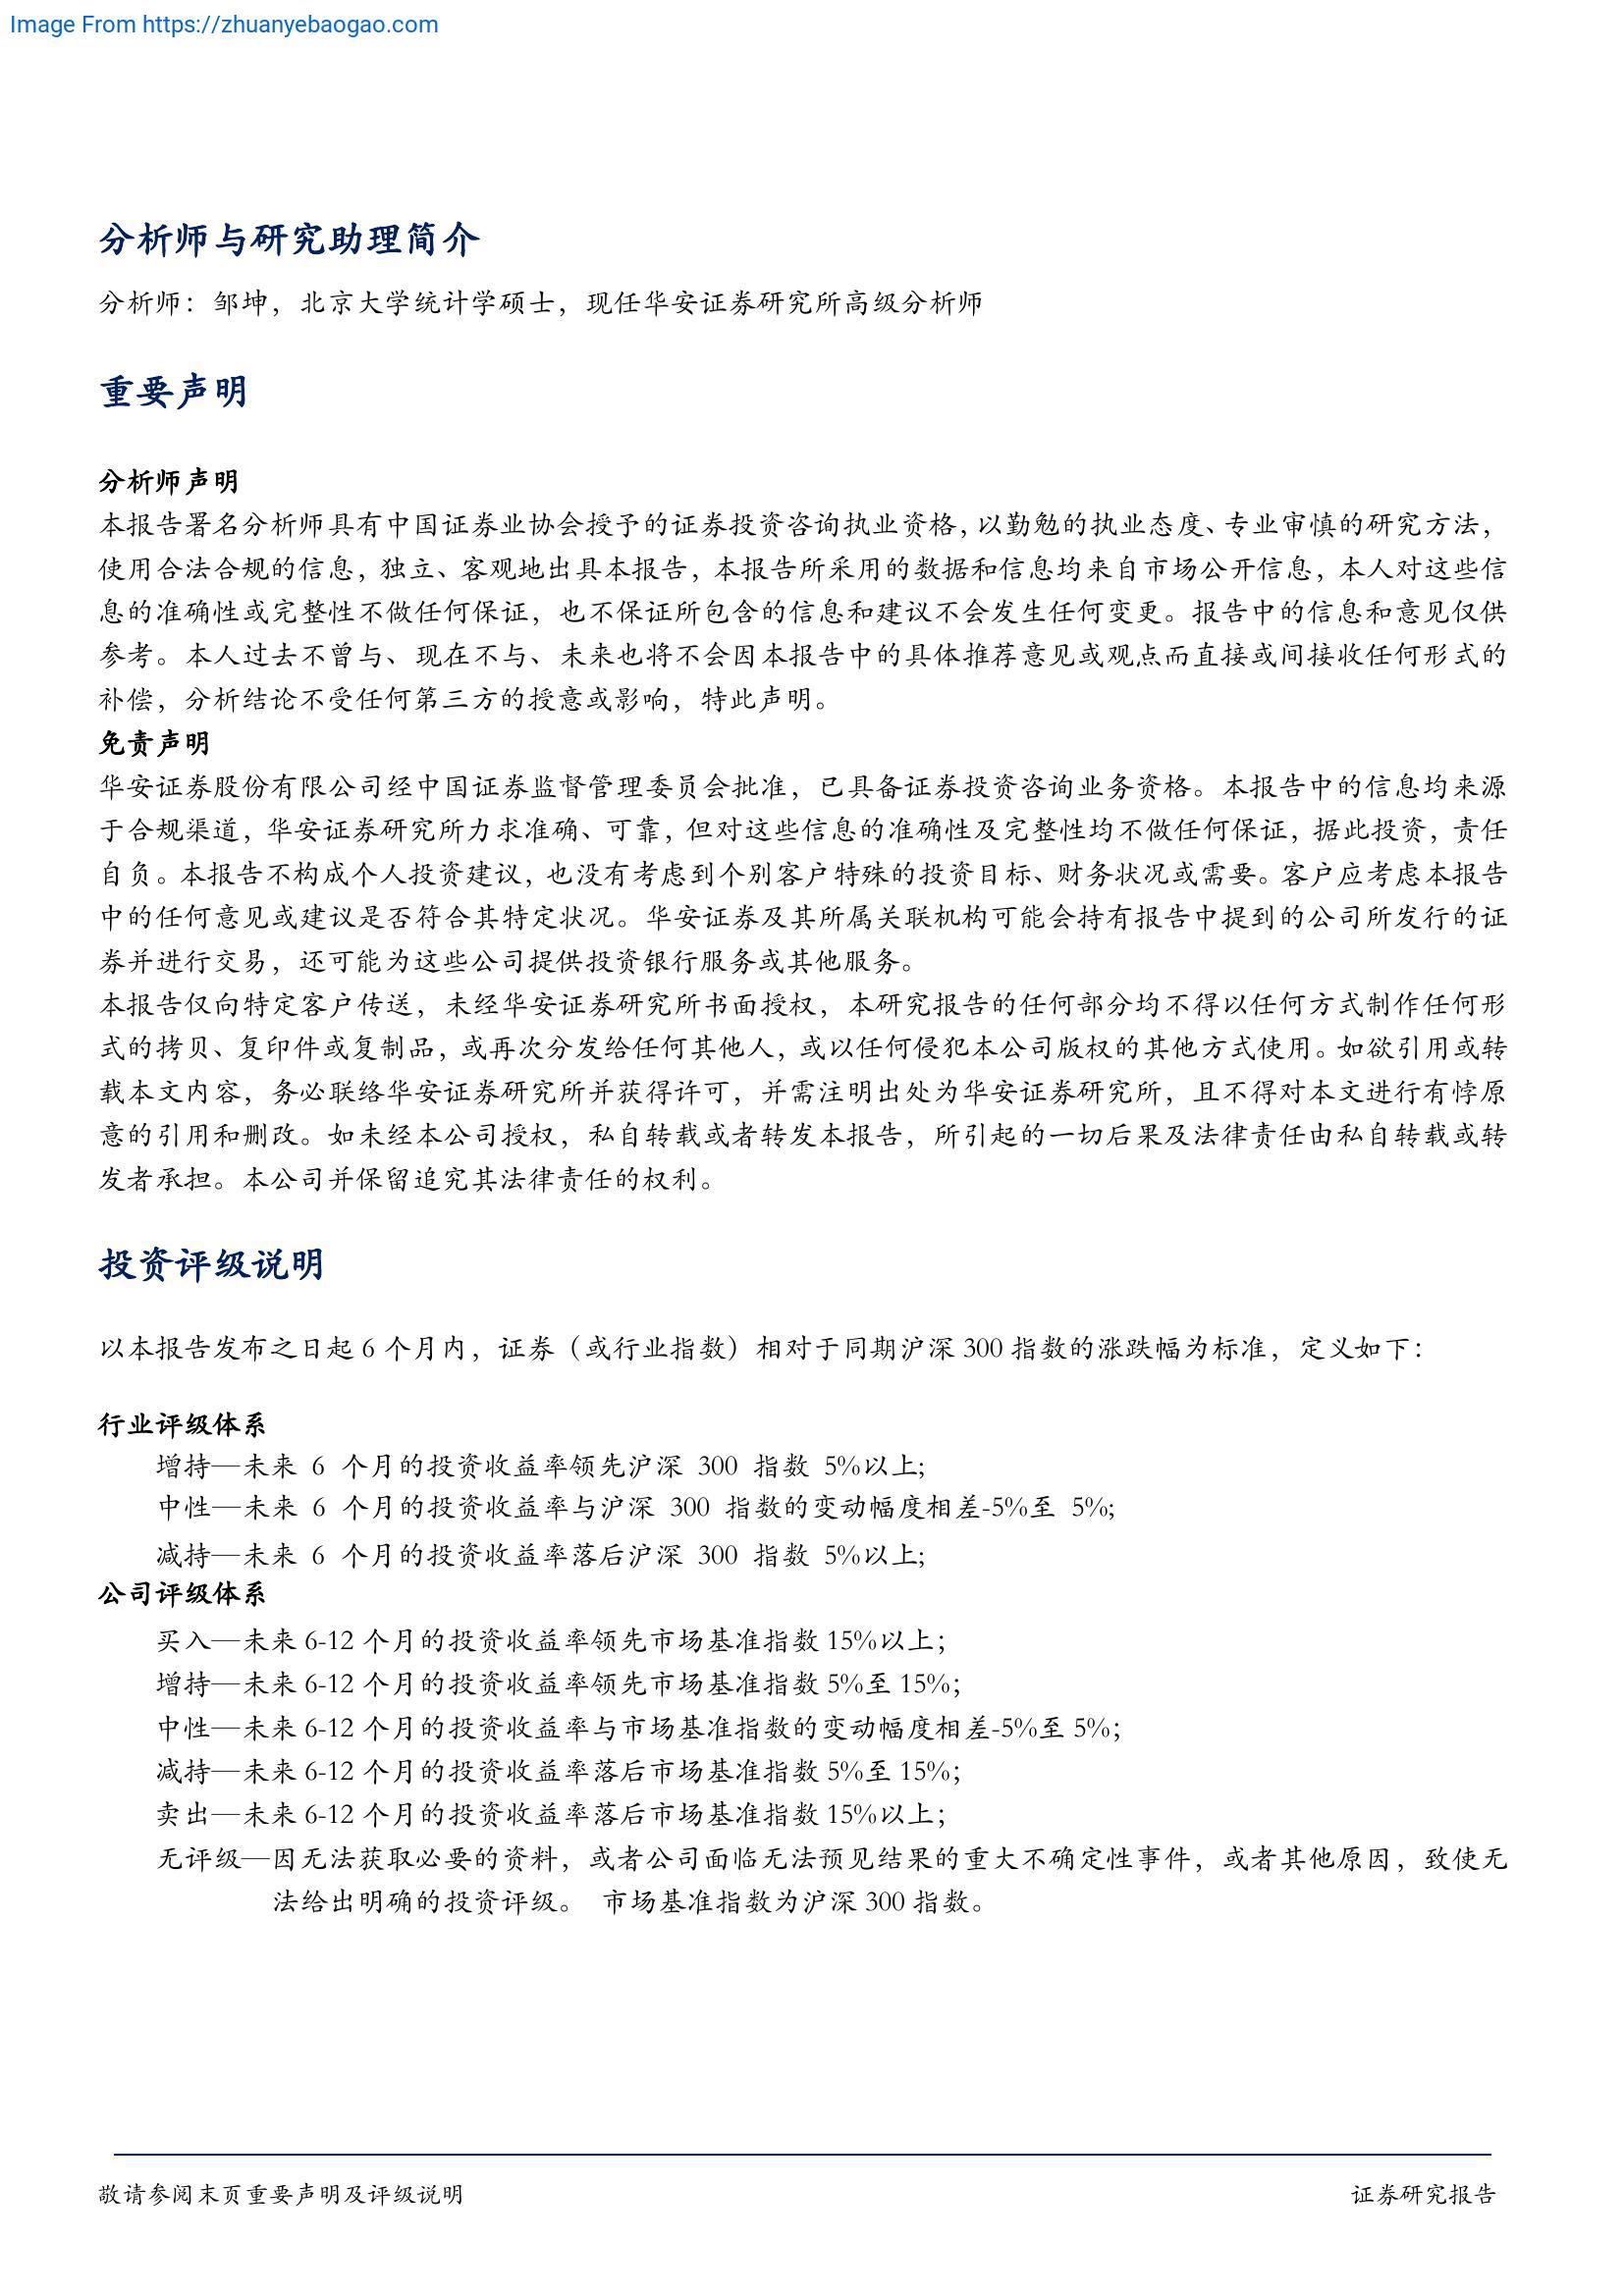 Image From https://zhuanyebaogao.com
分析师与研究助理简介
分析师：邹坤，北京大学统计学硕士，现任华安证券研究所高级分析师
重要声明
分析师声明
本报告署名分析师具有中国证券业协会授予的证券投资咨询执业资格，以勤勉的执业态度、专业审慎的研究方法，
使用合法合规的信息，独立、客观地出具本报告，本报告所采用的数据和信息均来自市场公开信息，本人对这些信
息的准确性或完整性不做任何保证，也不保证所包含的信息和建议不会发生任何变更。报告中的信息和意见仅供
参考。本人过去不曾与、现在不与、未来也将不会因本报告中的具体推荐意见或观点而直接或间接收任何形式的
补偿，分析结论不受任何第三方的授意或影响，特此声明。
免责声明
华安证券股份有限公司经中国证券监督管理委员会批准，已具备证券投资咨询业务资格。本报告中的信息均来源
于合规渠道，华安证券研究所力求准确、可靠，但对这些信息的准确性及完整性均不做任何保证，据此投资，责任
自负。本报告不构成个人投资建议，也没有考虑到个别客户特殊的投资目标、财务状况或需要。客户应考虑本报告
中的任何意见或建议是否符合其特定状况。华安证券及其所属关联机构可能会持有报告中提到的公司所发行的证
券并进行交易，还可能为这些公司提供投资银行服务或其他服务。
本报告仅向特定客户传送，未经华安证券研究所书面授权，本研究报告的任何部分均不得以任何方式制作任何形
式的拷贝、复印件或复制品，或再次分发给任何其他人，或以任何侵犯本公司版权的其他方式使用。如欲引用或转
载本文内容，务必联络华安证券研究所并获得许可，并需注明出处为华安证券研究所，且不得对本文进行有悖原
意的引用和删改。如未经本公司授权，私自转载或者转发本报告，所引起的一切后果及法律责任由私自转载或转
发者承担。本公司并保留追究其法律责任的权利。
投资评级说明
以本报告发布之日起 6 个月内，证券（或行业指数）相对于同期沪深 300 指数的涨跌幅为标准，定义如下：
行业评级体系
增持—未来 6 个月的投资收益率领先沪深 300 指数 5%以上;
中性—未来 6 个月的投资收益率与沪深 300 指数的变动幅度相差-5%至 5%;
减持—未来 6 个月的投资收益率落后沪深 300 指数 5%以上;
公司评级体系
买入—未来 6-12 个月的投资收益率领先市场基准指数 15%以上；
增持—未来 6-12 个月的投资收益率领先市场基准指数 5%至 15%；
中性—未来 6-12 个月的投资收益率与市场基准指数的变动幅度相差-5%至 5%；
减持—未来 6-12 个月的投资收益率落后市场基准指数 5%至 15%；
卖出—未来 6-12 个月的投资收益率落后市场基准指数 15%以上；
无评级—因无法获取必要的资料，或者公司面临无法预见结果的重大不确定性事件，或者其他原因，致使无
法给出明确的投资评级。 市场基准指数为沪深 300 指数。
敬请参阅末页重要声明及评级说明
证券研究报告